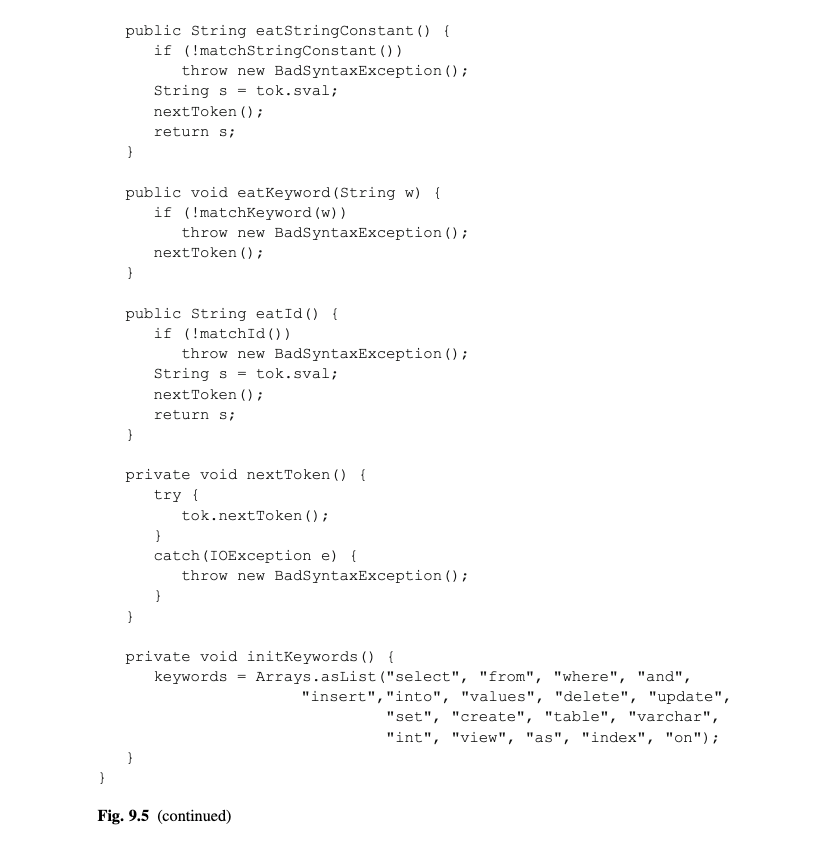 public String eatStringConstant() {
if (!matchStringConstant())
throw new BadSyntaxException();
String s = tok.sval;
nextToken();
return s;
}
public void eatKeyword(String w) {
if (!matchKeyword(w))
throw new BadSyntaxException();
nextToken();
}
public String eatId() {
if (!matchId())
throw new BadSyntaxException();
String s = tok.sval;
nextToken();
return s;
}
private void nextToken() {
try {
tok.nextToken();
}
catch(IOException e) {
throw new BadSyntaxException();
}
}
private void initKeywords() {
keywords = Arrays.asList("select", "from", "where", "and",
"insert","into", "values", "delete", "update",
"set", "create", "table", "varchar",
"int", "view", "as", "index", "on");
}
}
Fig. 9.5 (continued)